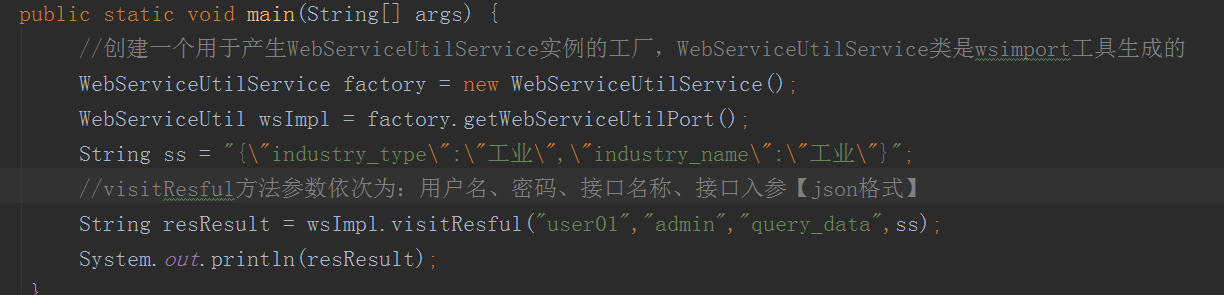 public static void main(String[] args) {
//创建一个用于产生WebServiceUtilService实例的工厂，WebServiceUtilService类是wsimport工具生成的
WebServiceUtilService factory = new WebServiceUtilService();
WebServiceUtil wsImpl = factory.getWebServiceUtilPort();
String ss = "{\"industry_type\":\"工业\",\"industry_name\":\"工业\"}";
//visitResful方法参数依次为：用户名、密码、接口名称、接口入参【json格式】
String resResult = wsImpl.visitResful("user01","admin","query_data",ss);
System.out.println(resResult);
}